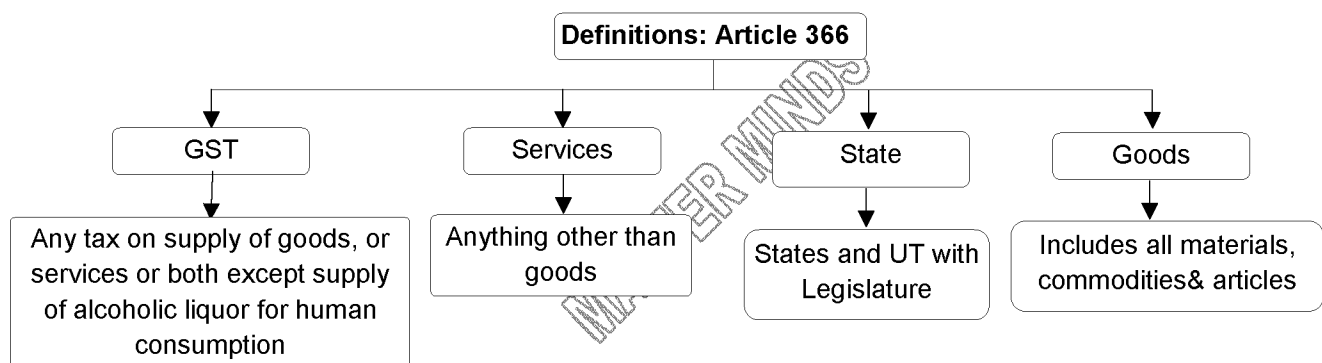 Definitions: Article 366
GST
Services
State
Goods
Any tax on supply of goods, or
services or both except supply
of alcoholic liquor for human
consumption
Anything other than
goods
States and UT with
Legislature
Includes all materials,
commodities& articles
MASTER MINDS